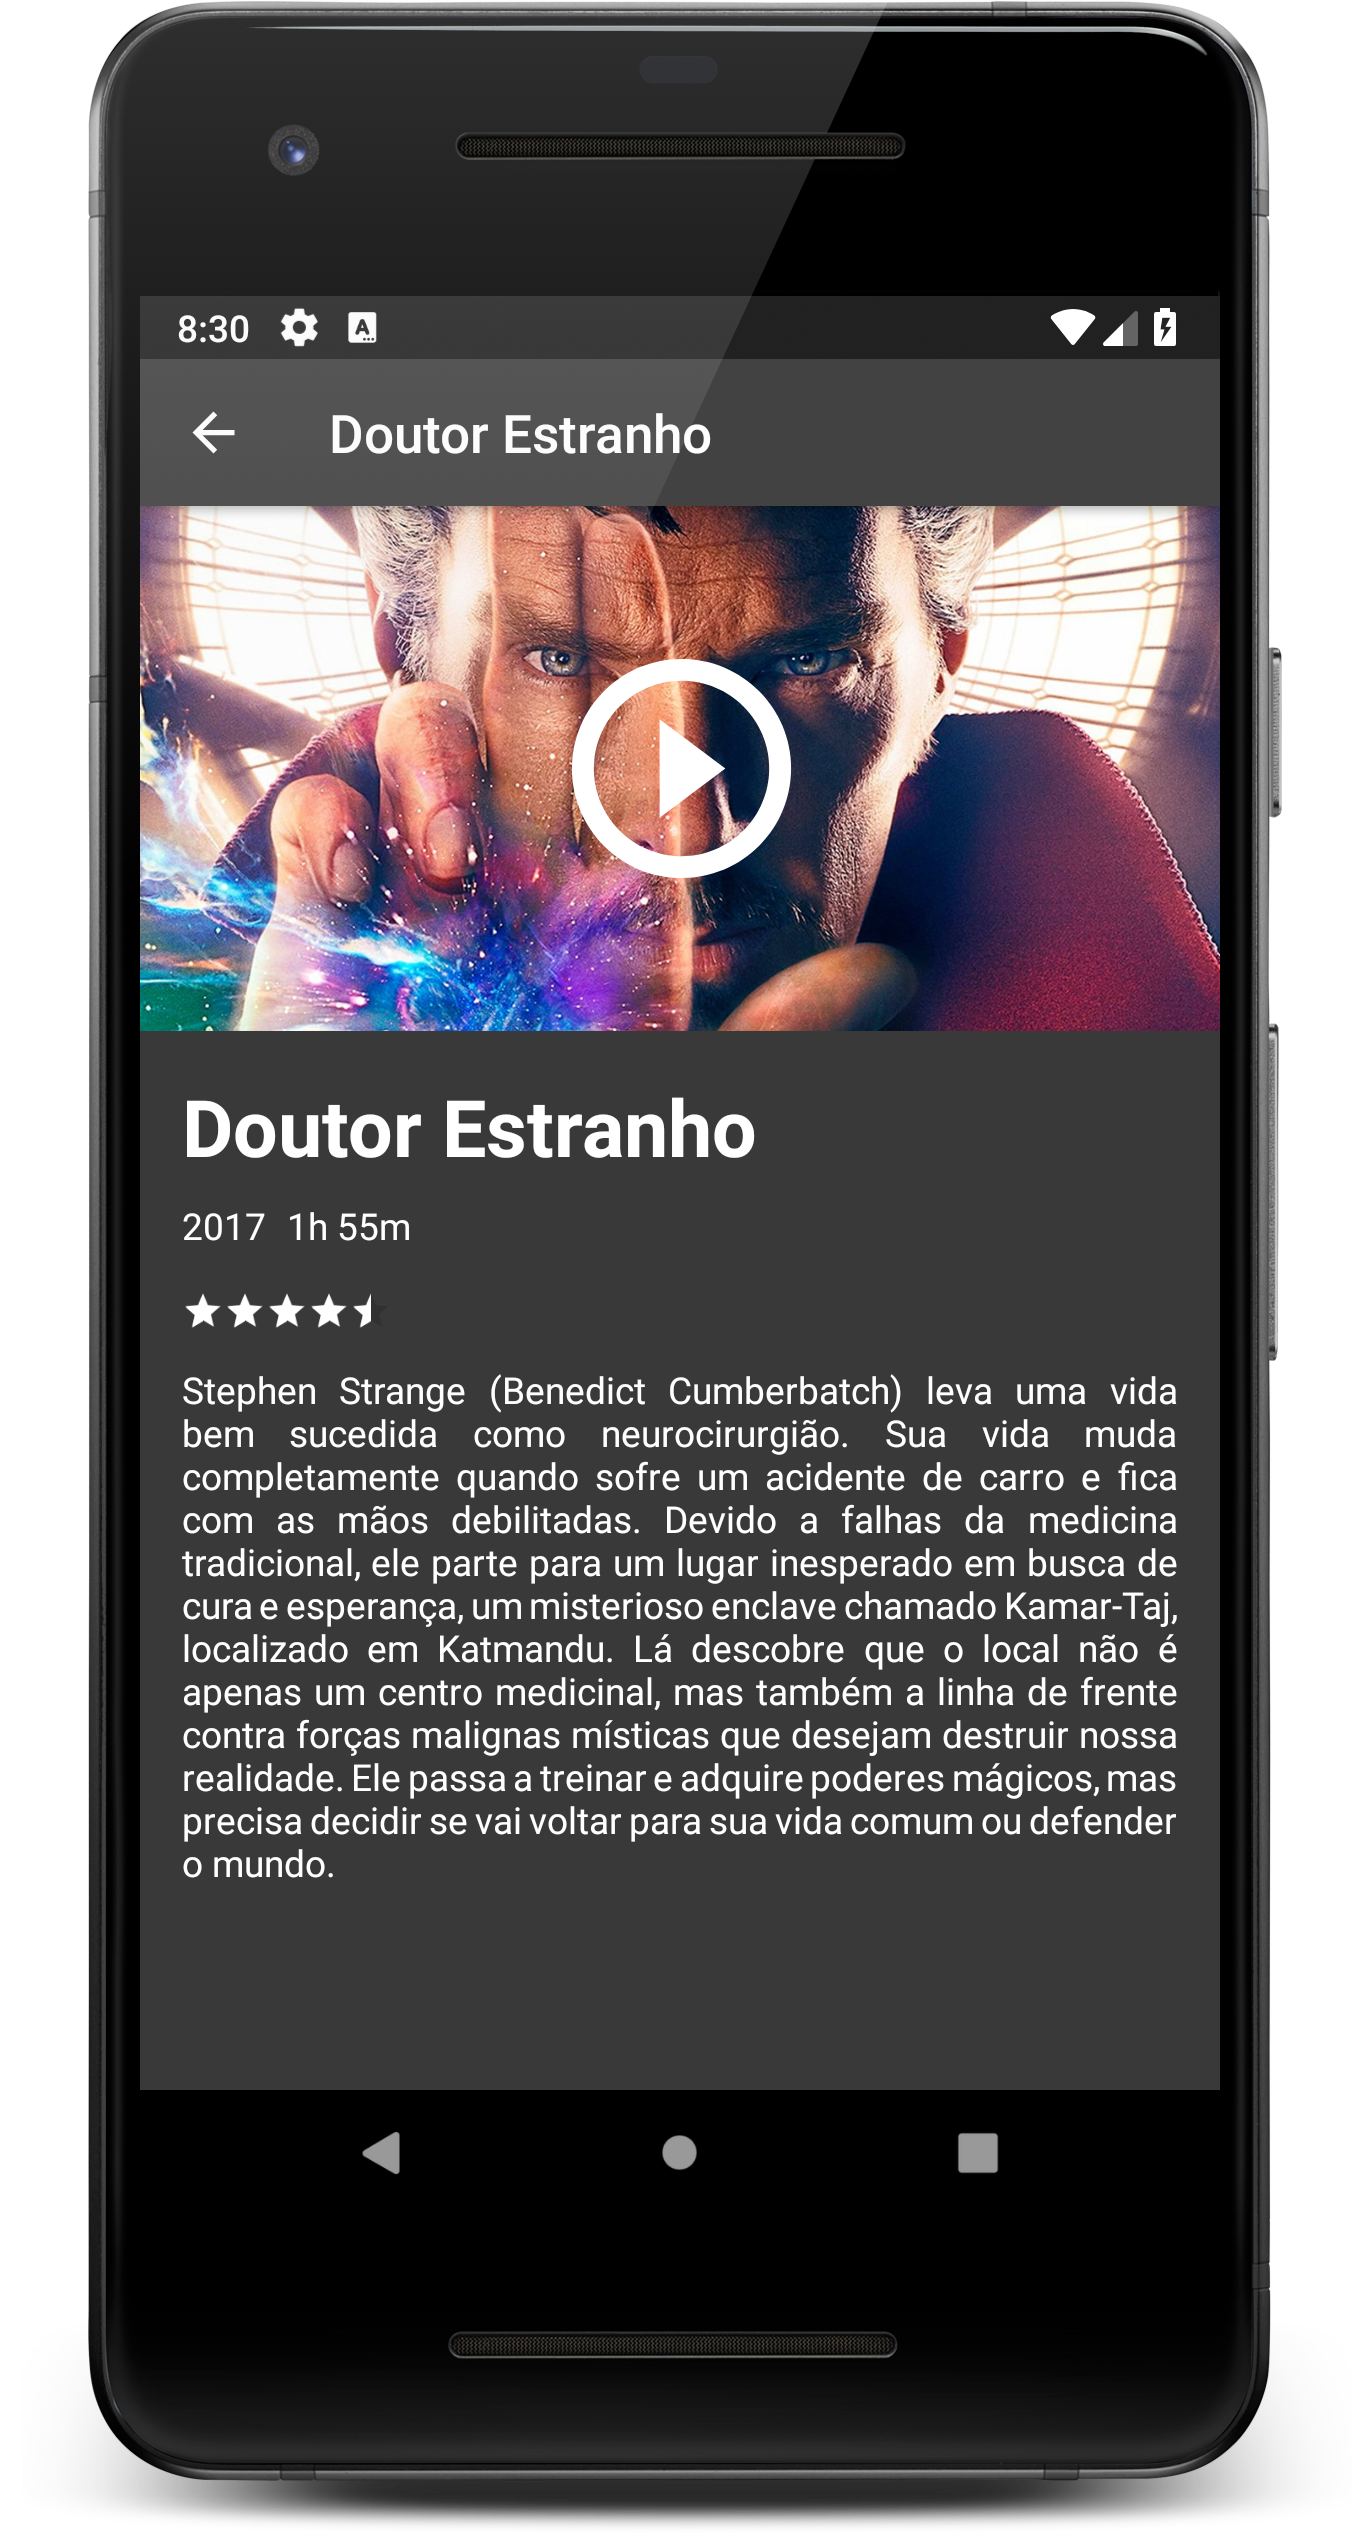 8:30
Doutor Estranho
Doutor Estranho
2017 1h 55m
Stephen Strange (Benedict Cumberbatch) leva uma vida
bem sucedida como neurocirurgião. Sua vida muda
completamente quando sofre um acidente de carro e fica
com as mãos debilitadas. Devido a falhas da medicina
tradicional, ele parte para um lugar inesperado em busca de
cura e esperança, um misterioso enclave chamado Kamar-Taj,
localizado em Katmandu. Lá descobre que o local não é
apenas um centro medicinal, mas também a linha de frente
contra forças malignas místicas que desejam destruir nossa
realidade. Ele passa a treinar e adquire poderes mágicos, mas
precisa decidir se vai voltar para sua vida comum ou defender
o mundo.